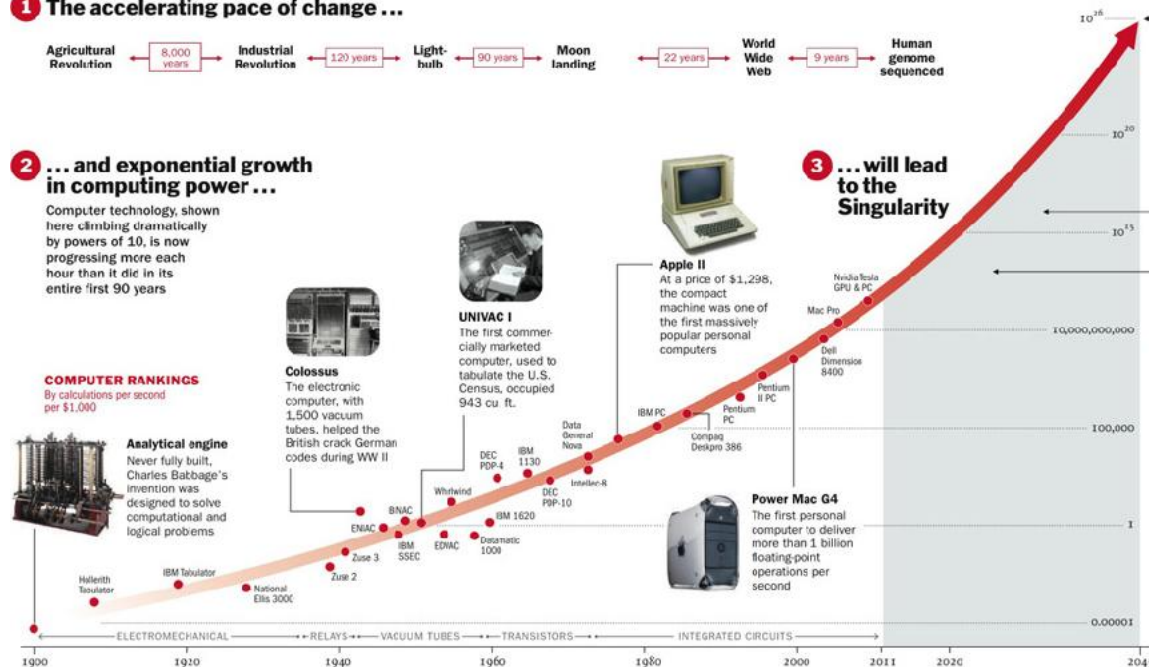 1 The accelerating pace of change ...
Agricultural
Revolution
8,000
years
Industrial
Revolution
120 years
Light-
bulb
90 years
Moon
landing
22 years
World
Wide
Web
9 years
Human
genome
sequenced
2 ... and exponential growth
in computing power ...
Computer technology, shown
here climbing dramatically
by powers of 10, is now
progressing more each
hour than it did in its
entire first 90 years
3 ... will lead
to the
Singularity
COMPUTER RANKINGS
By calculations per second
per $1,000
Analytical engine
Never fully built,
Charles Babbage's
invention was
designed to solve
computational and
logical problems
Colossus
The electronic
computer, with
1,500 vacuum
tubes, helped the
British crack German
codes during WW II
UNIVAC I
The first commer-
cially marketed
computer, used to
tabulate the U.S.
Census, occupied
943 cu. ft.
Apple II
At a price of $1,298,
the compact
machine was one of
the first massively
popular personal
computers
Power Mac G4
The first personal
computer to deliver
more than 1 billion
floating-point
operations per
second
Hollerith
Tabulator
IBM Tabulator
National
Ellis 3000
Zuse 2
Zuse 3
ENIAC
BNAC
IBM
SSEC
Whirlwind
EDVAC
DEC
PDP-4
IBM
1130
IBM 1620
Datamatic
1000
DEC
PDP-10
Data
General
Nova
Intellec-8
IBM PC
Compaq
Deskpro 386
Pentium
PC
Pentium
II PC
Dell
Dimension
8400
Mac Pro
Nvidia Tesla
GPU & PC
10²⁶
10²⁰
10¹⁵
10,000,000,000
100,000
1
0.00001
ELECTROMECHANICAL
RELAYS
VACUUM TUBES
TRANSISTORS
INTEGRATED CIRCUITS
1900
1920
1940
1960
1980
2000
2011
2020
204